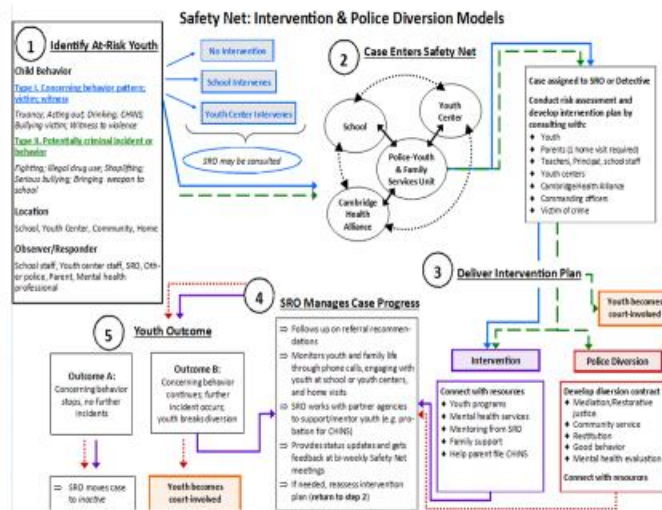 Safety Net: Intervention & Police Diversion Models
1
Identify At-Risk Youth
Child Behavior
Type I. Concerning behavior pattern;
victim; witness
Truancy; Acting out; Drinking; CHINS;
Bullying victim; Witness to violence
Type II. Potentially criminal incident or
behavior
Fighting; Illegal drug use; Shoplifting;
Serious bullying; Bringing weapon to
school
Location
School, Youth Center, Community, Home
Observer/Responder
School staff, Youth center staff, SRO, Oth-
er police, Parent, Mental health
professional
No Intervention
School Intervenes
Youth Center Intervenes
SRO may be consulted
2
Case Enters Safety Net
School
Youth
Center
Police-Youth
& Family
Services Unit
Cambridge
Health
Alliance
Case assigned to SRO or Detective
Conduct risk assessment and
develop intervention plan by
consulting with:
♦ Youth
♦ Parents (1 home visit required)
♦ Teachers, Principal, school staff
♦ Youth centers
♦ Cambridge Health Alliance
♦ Commanding officers
♦ Victim of crime
3
Deliver Intervention Plan
Youth becomes
court-involved
Intervention
Connect with resources
♦ Youth programs
♦ Mental health services
♦ Mentoring from SRO
♦ Family support
♦ Help parent file CHINS
Police Diversion
Develop diversion contract
♦ Mediation/Restorative
justice
♦ Community service
♦ Restitution
♦ Good behavior
♦ Mental health evaluation
Connect with resources
4
SRO Manages Case Progress
⇒ Follows up on referral recommen-
dations
⇒ Monitors youth and family life
through phone calls, engaging with
youth at school or youth centers,
and home visits
⇒ SRO works with partner agencies
to support/mentor youth (e.g. pro-
bation for CHINS)
⇒ Provides status updates and gets
feedback at bi-weekly Safety Net
meetings
⇒ If needed, reassess intervention
plan (return to step 2)
5
Youth Outcome
Outcome A:
Concerning behavior
stops, no further
incidents
Outcome B:
Concerning behavior
continues; further
incident occurs;
youth breaks diversion
⇒ SRO moves case
to inactive
Youth becomes
court-involved